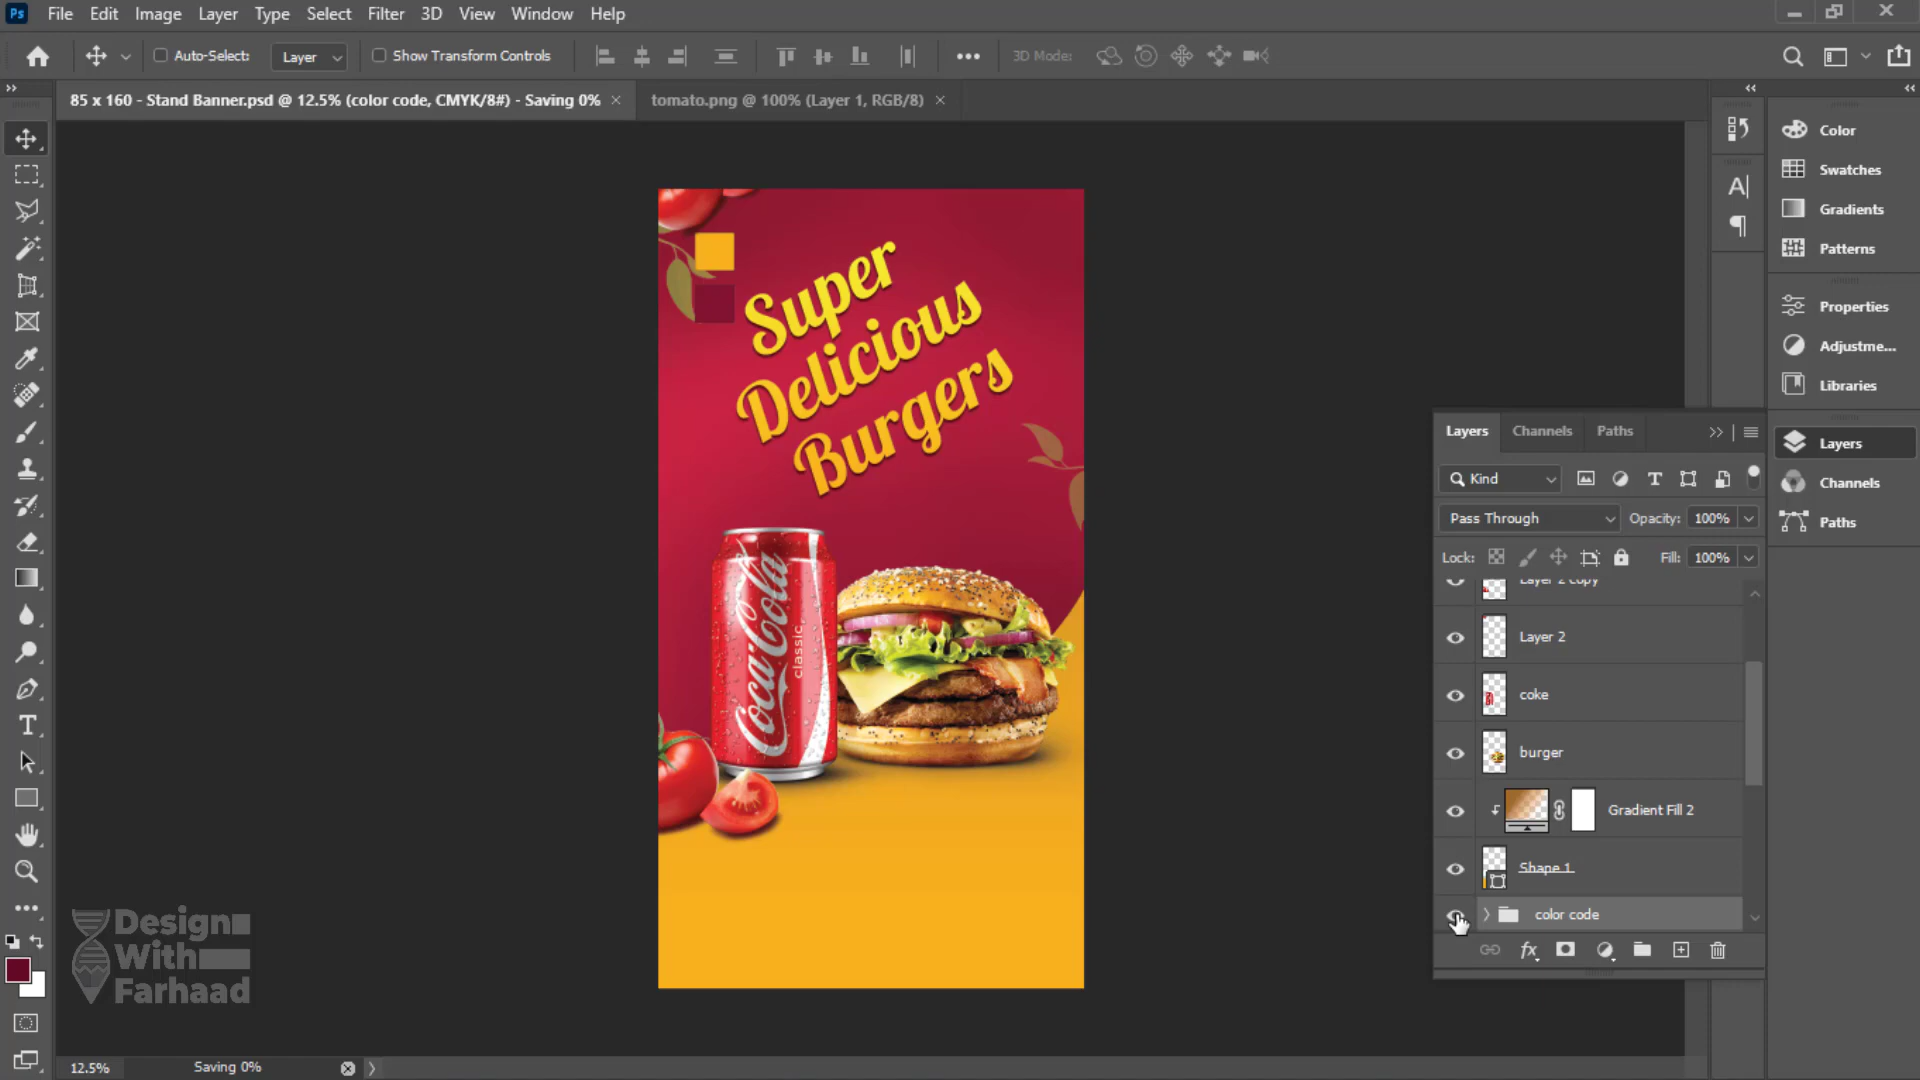 Ps File Edit Image Layer Type Select Filter 3D View Window Help
Auto-Select: Layer Show Transform Controls 3D Mode:
85 x 160 - Stand Banner.psd @ 12.5% (color code, CMYK/8#) - Saving 0% × tomato.png @ 100% (Layer 1, RGB/8) ×
Color
Swatches
Gradients
Patterns
Properties
Adjustme...
Libraries
Layers
Channels
Paths
Super
Delicious
Burgers
Coca-Cola
classic
Layers Channels Paths
Kind
Pass Through Opacity: 100%
Lock: Fill: 100%
Layer 2 copy
Layer 2
coke
burger
Gradient Fill 2
Shape 1
color code
Design
With
Farhaad
12.5% Saving 0%